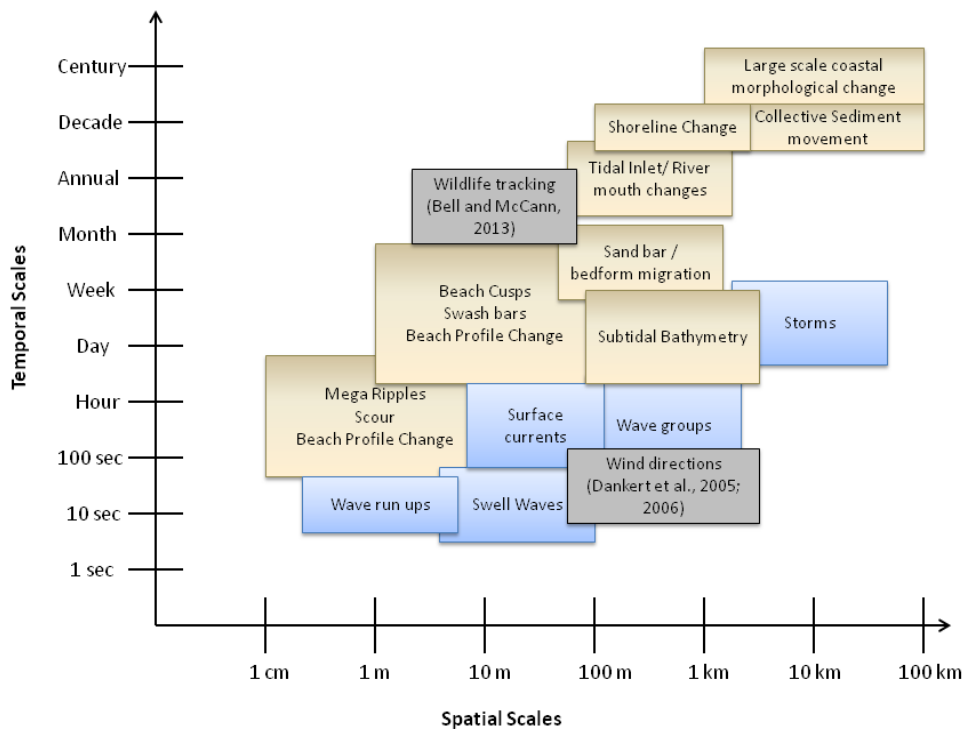 Temporal Scales
Century
Decade
Annual
Month
Week
Day
Hour
100 sec
10 sec
1 sec
Large scale coastal
morphological change
Shoreline Change
Collective Sediment
movement
Tidal Inlet/ River
mouth changes
Wildlife tracking
(Bell and McCann,
2013)
Sand bar /
bedform migration
Beach Cusps
Swash bars
Beach Profile Change
Subtidal Bathymetry
Storms
Mega Ripples
Scour
Beach Profile Change
Surface
currents
Wave groups
Wind directions
(Dankert et al., 2005;
2006)
Wave run ups
Swell Waves
1 cm
1 m
10 m
100 m
1 km
10 km
100 km
Spatial Scales